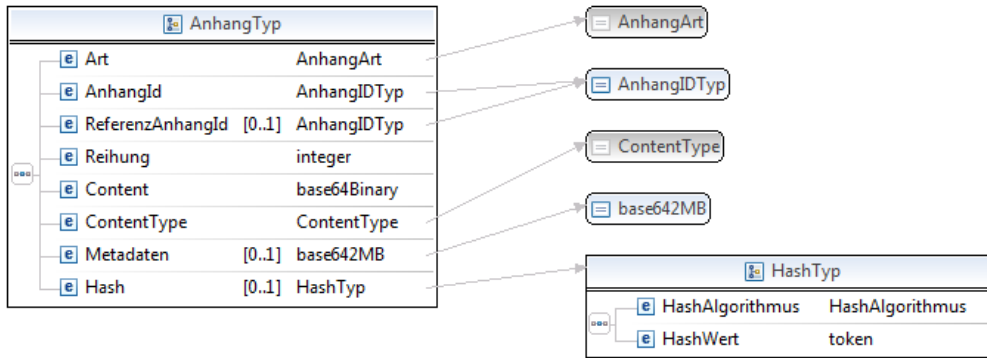 AnhangTyp
e Art AnhangArt
e AnhangId AnhangIDTyp
e ReferenzAnhangId [0..1] AnhangIDTyp
e Reihung integer
e Content base64Binary
e ContentType ContentType
e Metadaten [0..1] base642MB
e Hash [0..1] HashTyp
AnhangArt
AnhangIDTyp
ContentType
base642MB
HashTyp
e HashAlgorithmus HashAlgorithmus
e HashWert token